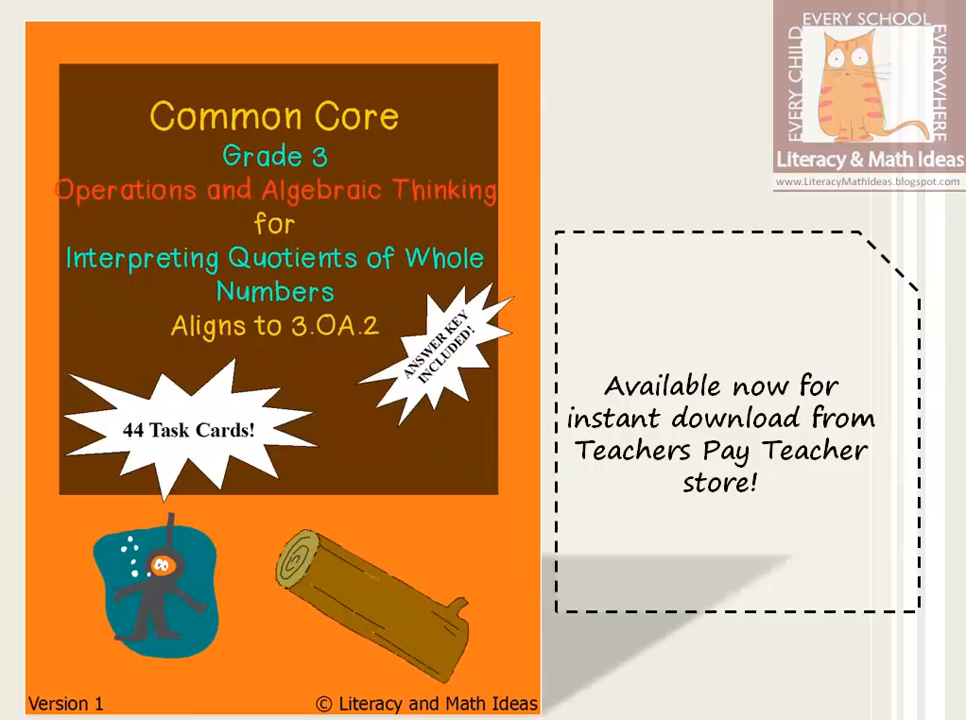 Common Core
Grade 3
Operations and Algebraic Thinking
for
Interpreting Quotients of Whole
Numbers
Aligns to 3.OA.2
ANSWER KEY
INCLUDED!
44 Task Cards!
Version 1
© Literacy and Math Ideas
EVERY CHILD
EVERY SCHOOL
EVERYWHERE
Literacy & Math Ideas
www.LiteracyMathIdeas.blogspot.com
Available now for
instant download from
Teachers Pay Teacher
store!